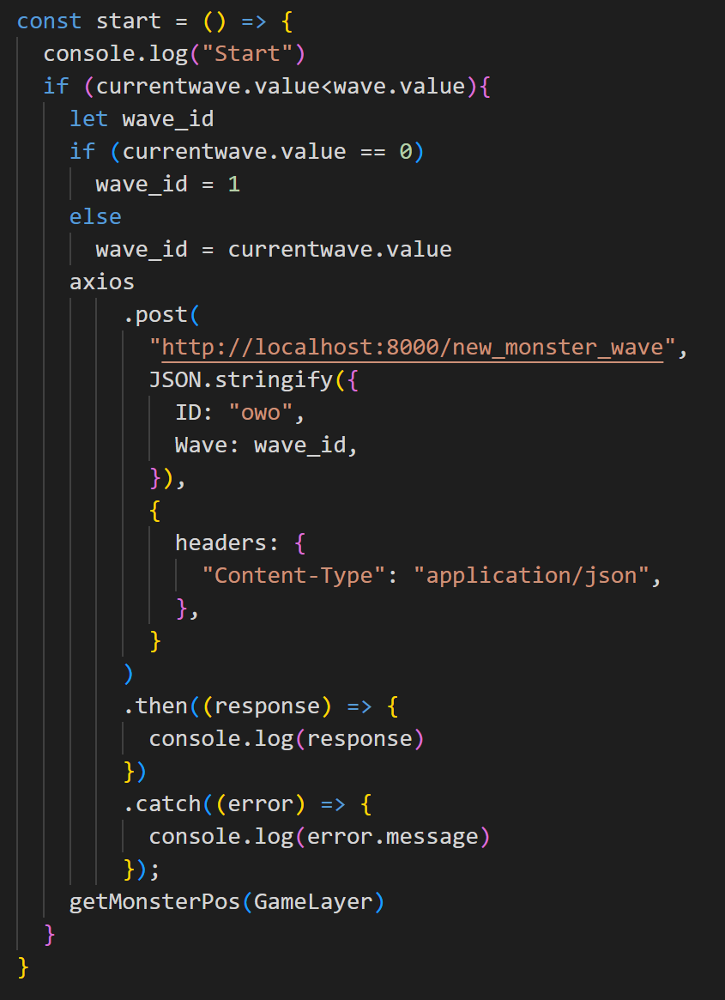 const start = () => {
  console.log("Start")
  if (currentwave.value<wave.value){
    let wave_id
    if (currentwave.value == 0)
      wave_id = 1
    else
      wave_id = currentwave.value
    axios
        .post(
          "http://localhost:8000/new_monster_wave",
          JSON.stringify({
            ID: "owo",
            Wave: wave_id,
          }),
          {
            headers: {
              "Content-Type": "application/json",
            },
          }
        )
        .then((response) => {
          console.log(response)
        })
        .catch((error) => {
          console.log(error.message)
        });
    getMonsterPos(GameLayer)
  }
}